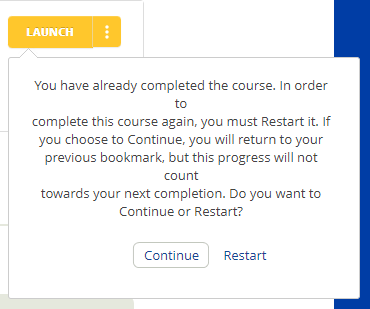 LAUNCH
You have already completed the course. In order
to
complete this course again, you must Restart it. If
you choose to Continue, you will return to your
previous bookmark, but this progress will not
count
towards your next completion. Do you want to
Continue or Restart?
Continue Restart